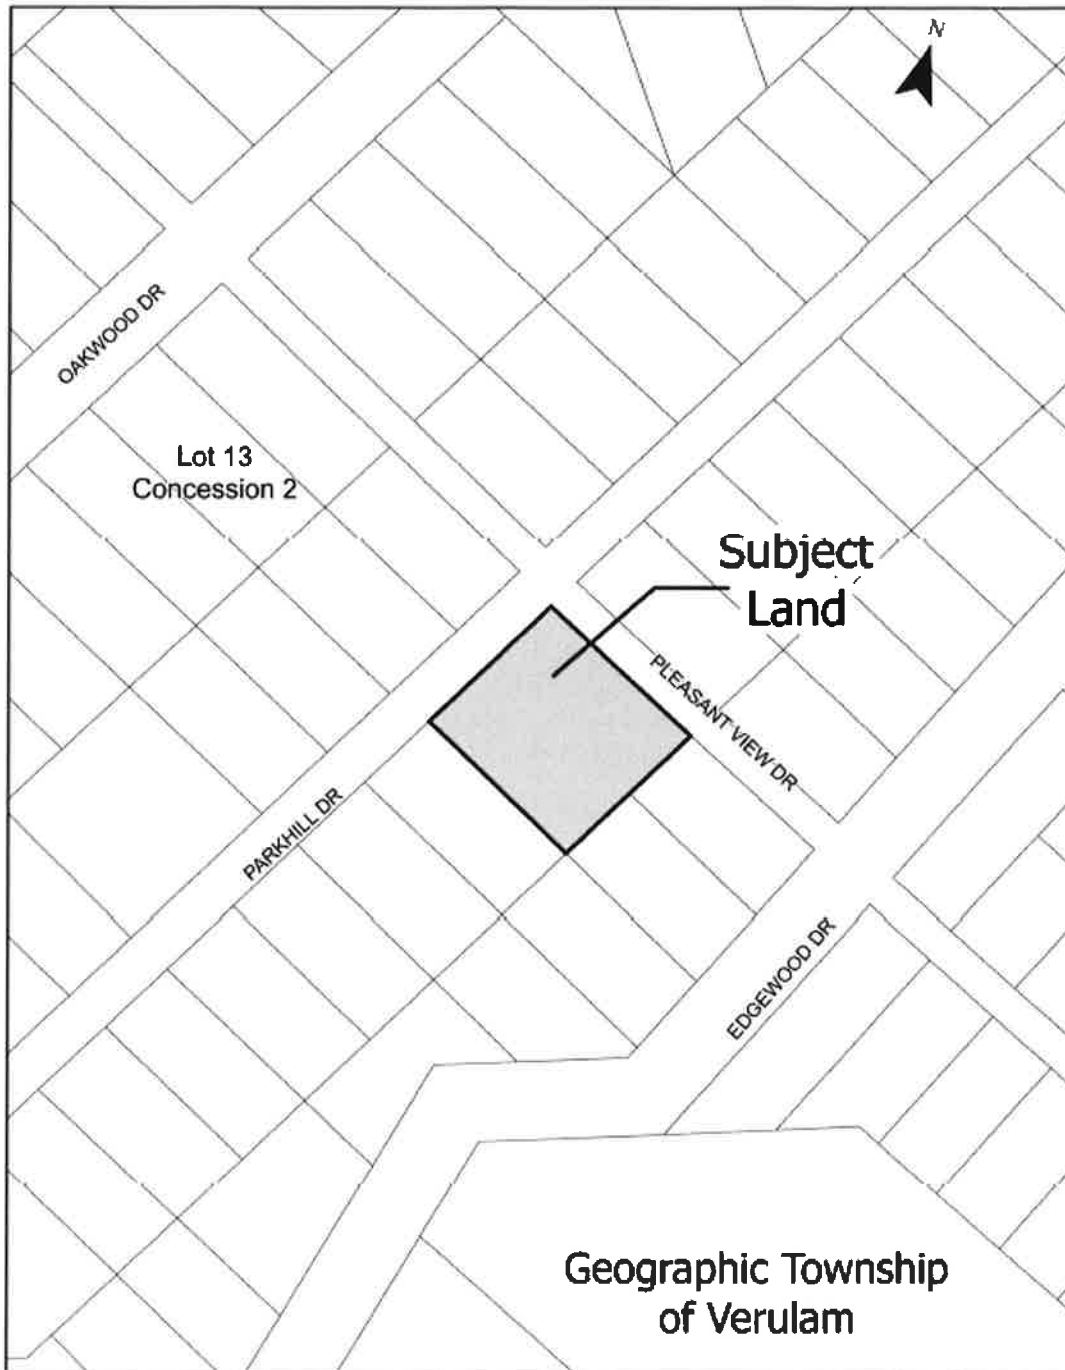 N
OAKWOOD DR
Lot 13
Concession 2
Subject
Land
PLEASANT VIEW DR
PARKHILL DR
EDGEWOOD DR
Geographic Township
of Verulam